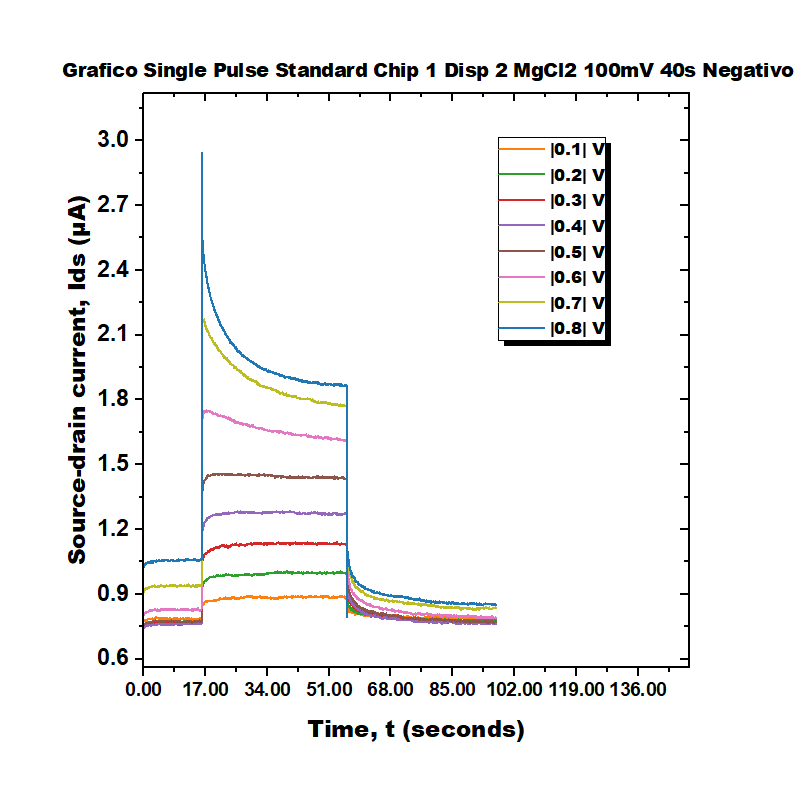 Grafico Single Pulse Standard Chip 1 Disp 2 MgCl2 100mV 40s Negativo
3.0
2.7
2.4
2.1
1.8
1.5
1.2
0.9
0.6
Source-drain current, Ids (µA)
|0.1| V
|0.2| V
|0.3| V
|0.4| V
|0.5| V
|0.6| V
|0.7| V
|0.8| V
0.00 17.00 34.00 51.00 68.00 85.00 102.00 119.00 136.00
Time, t (seconds)